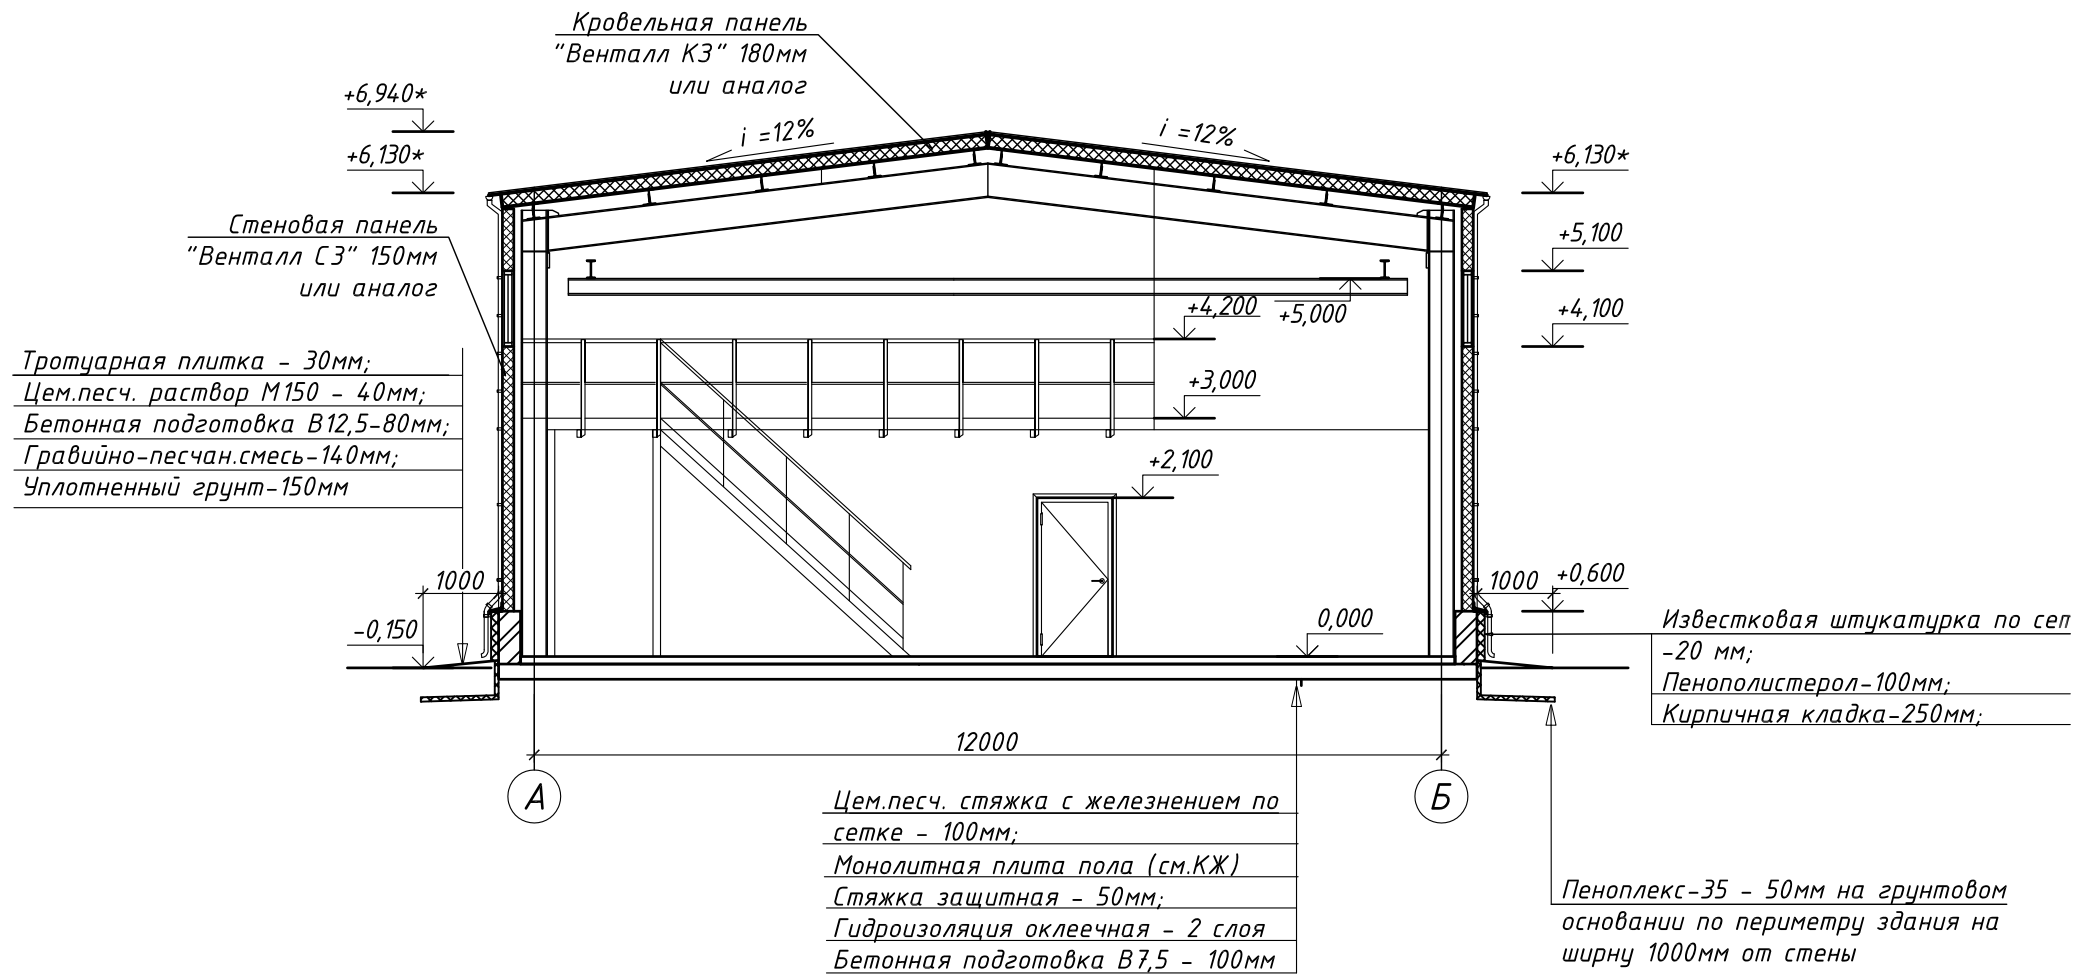 Кровельная панель
"Венталл КЗ" 180мм
или аналог
+6,940*
+6,130*
i =12%
i =12%
+6,130*
Стеновая панель
"Венталл СЗ" 150мм
или аналог
+5,100
+4,200
+5,000
+4,100
Тротуарная плитка - 30мм;
Цем.песч. раствор М150 - 40мм;
Бетонная подготовка В12,5-80мм;
Гравийно-песчан.смесь-140мм;
Уплотненный грунт-150мм
+3,000
+2,100
1000
-0,150
0,000
1000
+0,600
Известковая штукатурка по сет
-20 мм;
Пенополистерол-100мм;
Кирпичная кладка-250мм;
12000
А
Б
Цем.песч. стяжка с железнением по
сетке - 100мм;
Монолитная плита пола (см.КЖ)
Стяжка защитная - 50мм;
Гидроизоляция оклеечная - 2 слоя
Бетонная подготовка В7,5 - 100мм
Пеноплекс-35 - 50мм на грунтовом
основании по периметру здания на
ширну 1000мм от стены